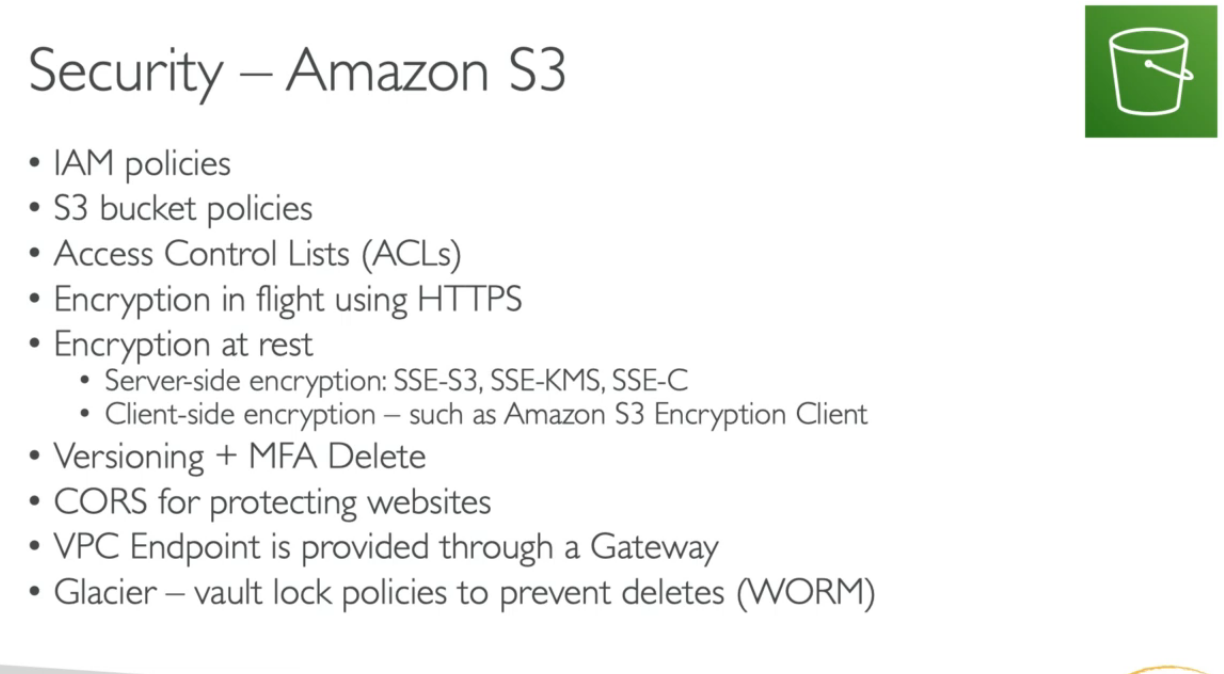 Security – Amazon S3
• IAM policies
• S3 bucket policies
• Access Control Lists (ACLs)
• Encryption in flight using HTTPS
• Encryption at rest
• Server-side encryption: SSE-S3, SSE-KMS, SSE-C
• Client-side encryption – such as Amazon S3 Encryption Client
• Versioning + MFA Delete
• CORS for protecting websites
• VPC Endpoint is provided through a Gateway
• Glacier – vault lock policies to prevent deletes (WORM)